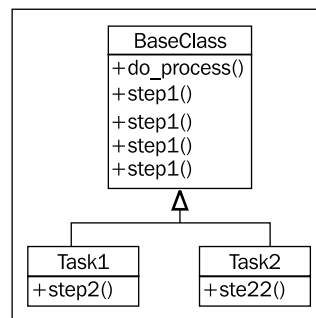 BaseClass
+do_process()
+step1()
+step1()
+step1()
+step1()
Task1
+step2()
Task2
+ste22()